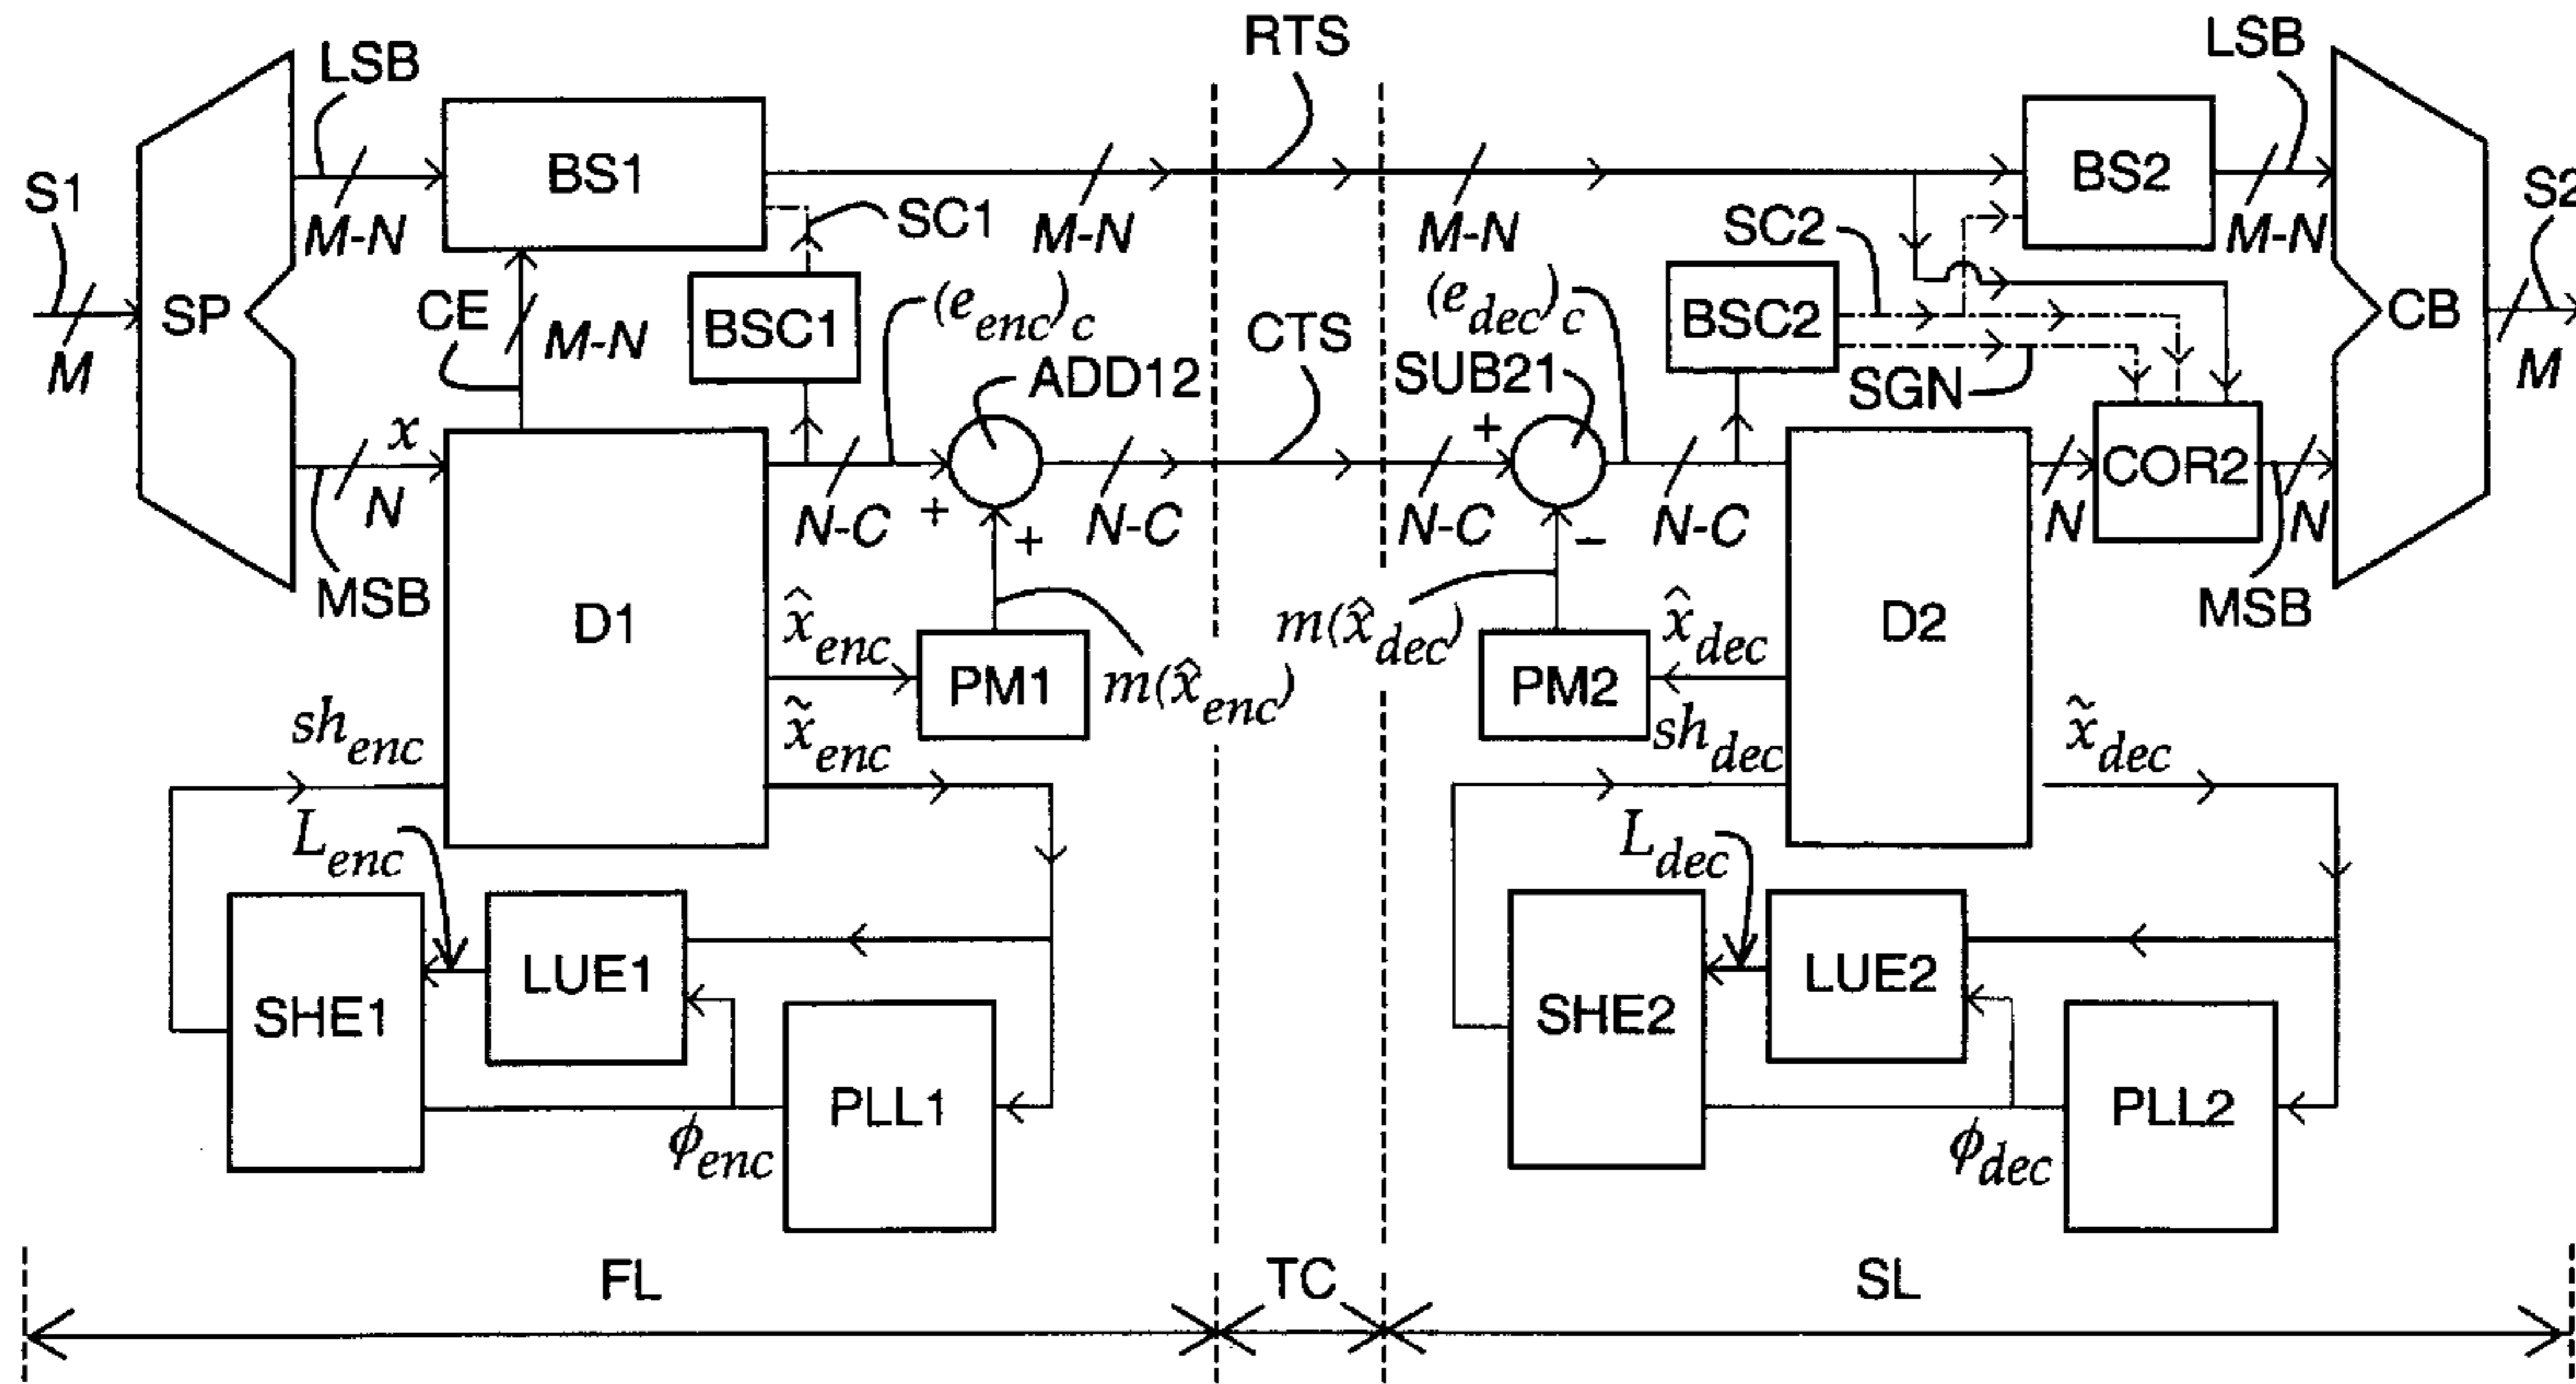 RTS
LSB
LSB
S1
BS1
BS2
S2
M-N
SC1
M-N
M-N
SC2
M-N
SP
CE
M-N
BSC1
(e_enc)_c
CTS
(e_dec)_c
BSC2
CB
M
ADD12
SUB21
SGN
M
x
+
COR2
N
N-C
+
N-C
N-C
N-C
N
N
MSB
+
−
MSB
D1
x̂_enc
m(x̂_dec)
x̂_dec
D2
PM1
m(x̂_enc)
PM2
sh_enc
x̃_enc
sh_dec
x̃_dec
L_enc
L_dec
LUE1
LUE2
SHE1
SHE2
PLL1
PLL2
ϕ_enc
ϕ_dec
FL
TC
SL